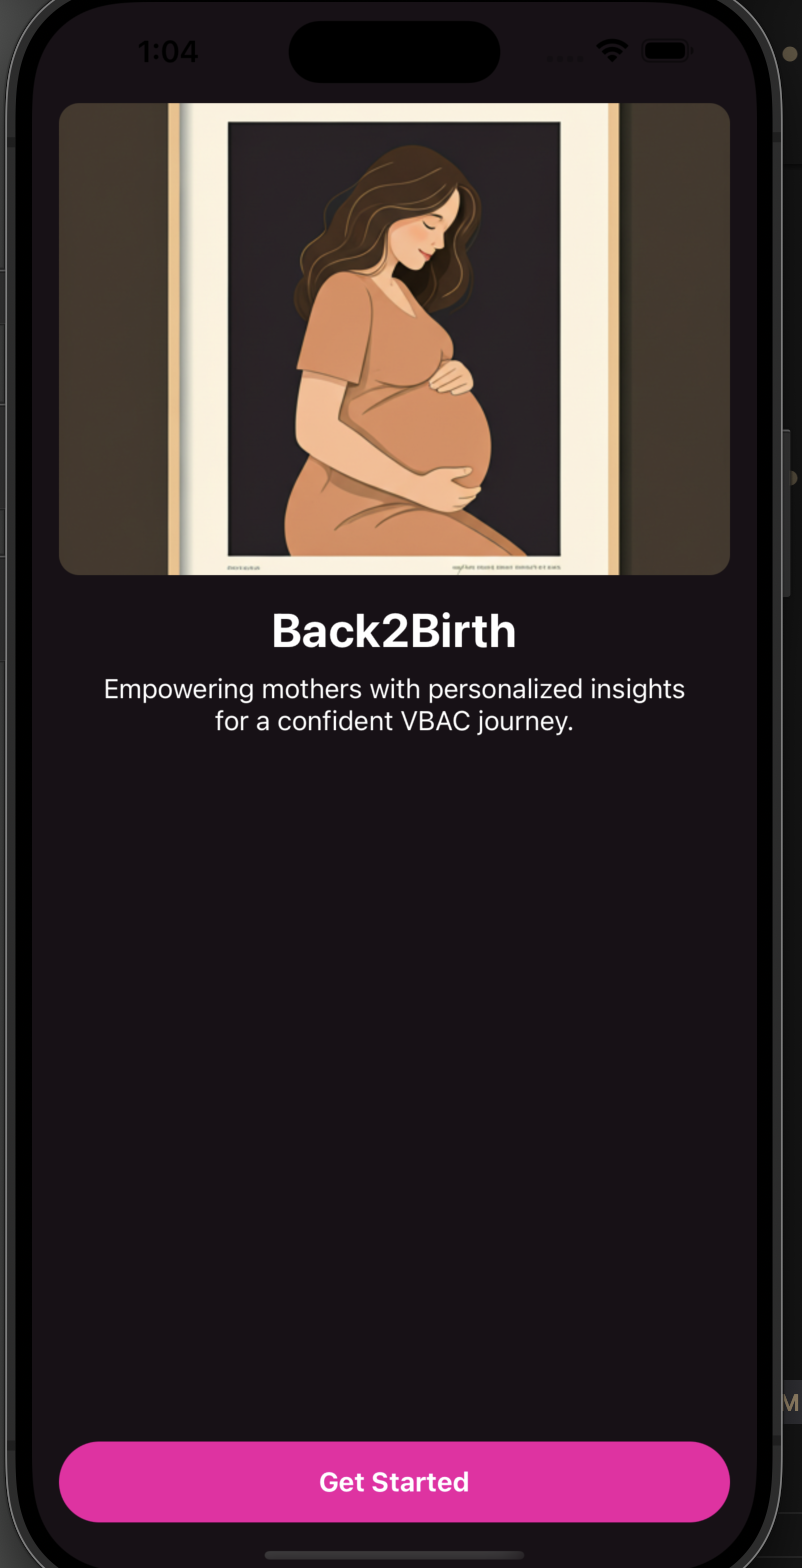 1:04
Back2Birth
Empowering mothers with personalized insights
for a confident VBAC journey.
Get Started
M